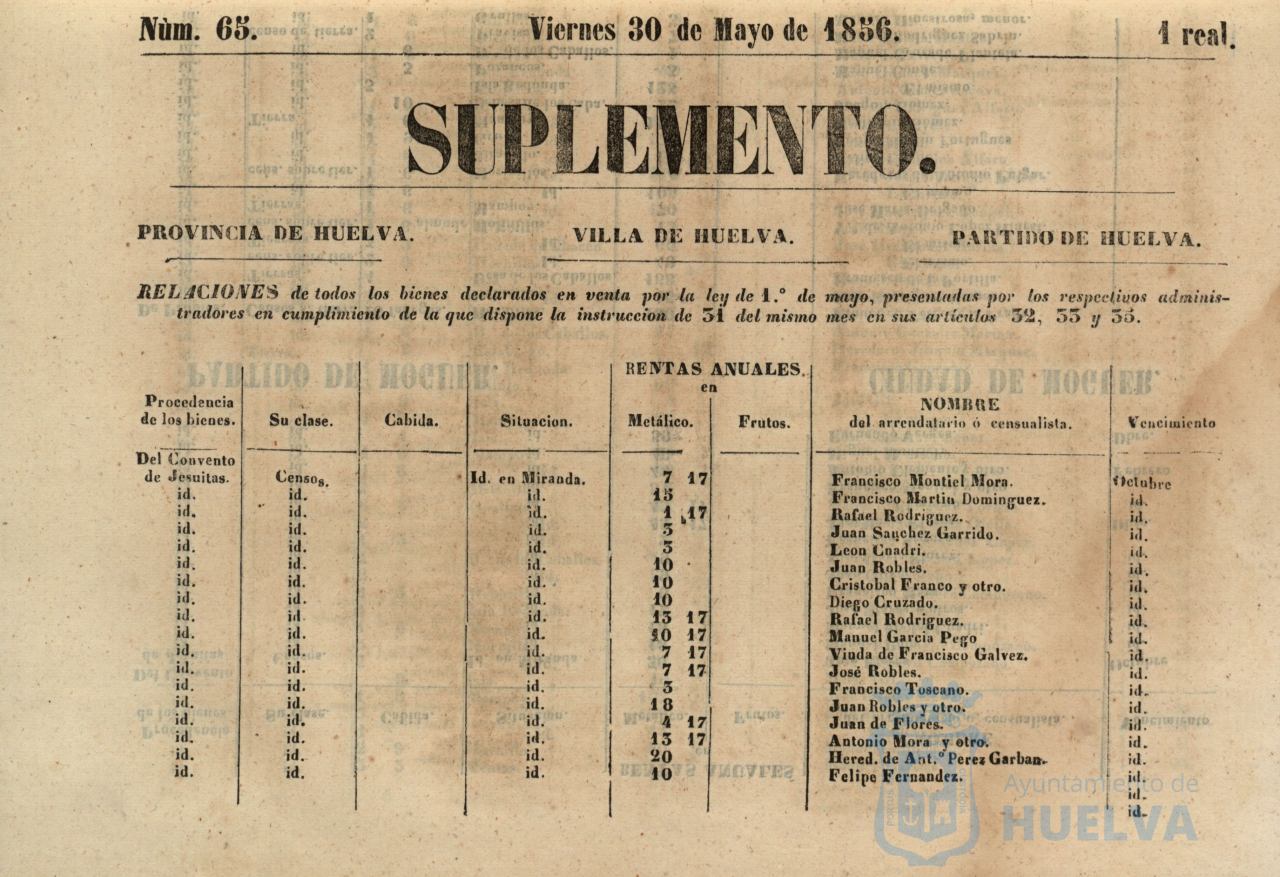 Nùm. 65. Viernes 30 de Mayo de 1856. 1 real.
SUPLEMENTO.
PROVINCIA DE HUELVA. VILLA DE HUELVA. PARTIDO DE HUELVA.
RELACIONES de todos los bienes declarados en venta por la ley de 1.º de mayo, presentadas por los respectivos adminis-
tradores en cumplimiento de la que dispone la instruccion de 31 del mismo mes en sus artículos 32, 33 y 35.
RENTAS ANUALES.
en
Procedencia
de los bienes. Su clase. Cabida. Situacion. Metálico. Frutos. NOMBRE
del arrendatario ó censualista. Vencimiento
Del Convento
de Jesuitas. Censos. Id. en Miranda. 7 17 Francisco Montiel Mora. Octubre
id. id. id. 15 Francisco Martin Dominguez. id.
id. id. id. 1 17 Rafael Rodriguez. id.
id. id. id. 3 Juan Sanchez Garrido. id.
id. id. id. 3 Leon Cuadri. id.
id. id. id. 10 Juan Robles. id.
id. id. id. 10 Cristobal Franco y otro. id.
id. id. id. 10 Diego Cruzado. id.
id. id. id. 13 17 Rafael Rodriguez. id.
id. id. id. 10 17 Manuel Garcia Pego id.
id. id. id. 7 17 Viuda de Francisco Galvez. id.
id. id. id. 7 17 José Robles. id.
id. id. id. 3 Francisco Toscano. id.
id. id. id. 18 Juan Robles y otro. id.
id. id. id. 4 17 Juan de Flores. id.
id. id. id. 13 17 Antonio Mora y otro. id.
id. id. id. 20 Hered. de Ant.º Perez Garban. id.
id. id. id. 10 Felipe Fernandez. id.
id.
id.
Ayuntamiento de
HUELVA